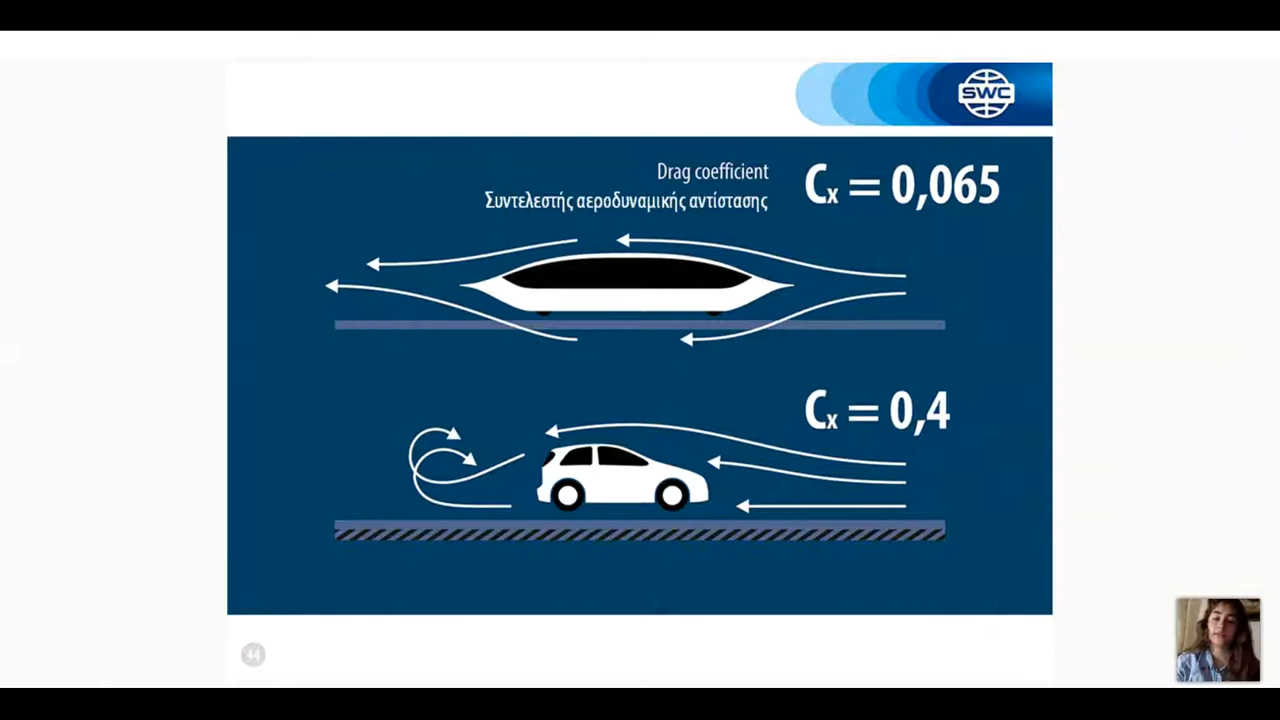 SWC
Drag coefficient
Συντελεστής αεροδυναμικής αντίστασης
Cx = 0,065
Cx = 0,4
44